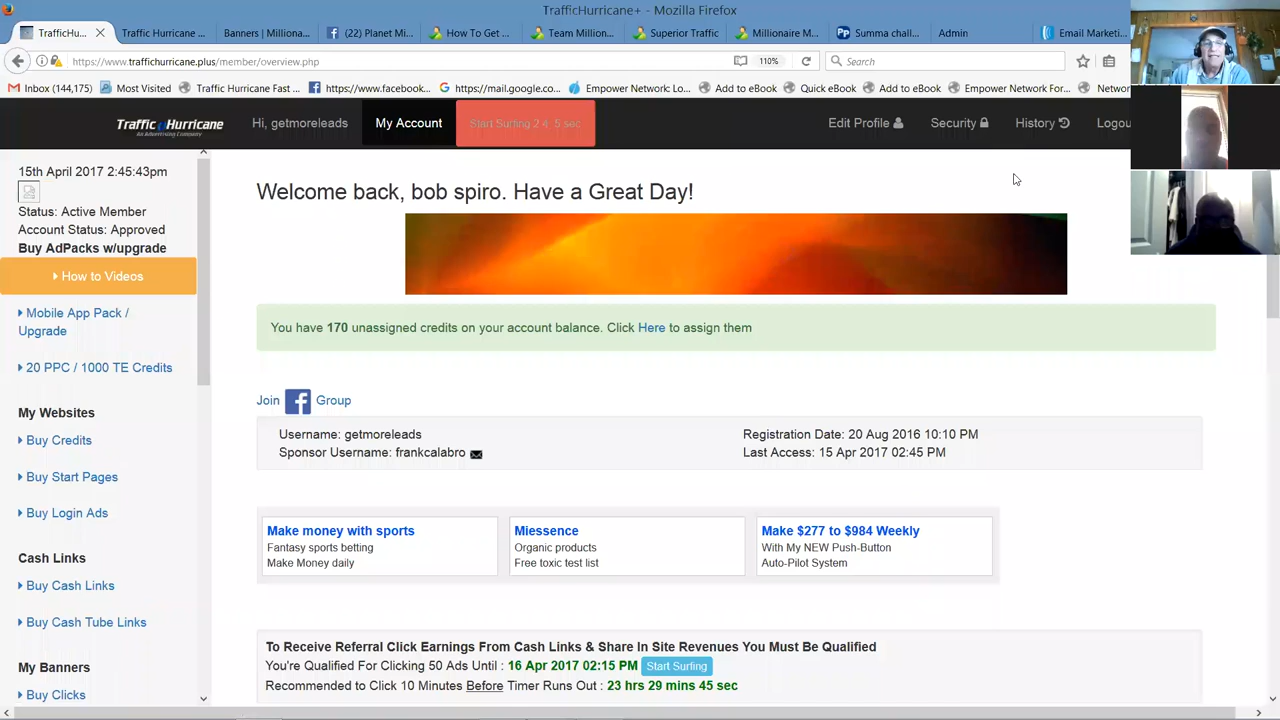 TrafficHurricane+ - Mozilla Firefox
TrafficHu...
Traffic Hurricane ...
Banners | Milliona...
(22) Planet Mi...
How To Get ...
Team Million...
Superior Traffic
Millionaire M...
Summa chall...
Admin
Email Marketi...
https://www.traffichurricane.plus/member/overview.php
110%
Search
Inbox (144,175)
Most Visited
Traffic Hurricane Fast ...
https://www.facebook...
https://mail.google.co...
Empower Network: Lo...
Add to eBook
Quick eBook
Add to eBook
Empower Network For...
Netwo
Traffic Hurricane
An Advertising Company
Hi, getmoreleads
My Account
Edit Profile
Security
History
Logou
15th April 2017 2:45:43pm
Status: Active Member
Account Status: Approved
Buy AdPacks w/upgrade
How to Videos
Mobile App Pack /
Upgrade
20 PPC / 1000 TE Credits
My Websites
Buy Credits
Buy Start Pages
Buy Login Ads
Cash Links
Buy Cash Links
Buy Cash Tube Links
My Banners
Buy Clicks
Welcome back, bob spiro. Have a Great Day!
You have 170 unassigned credits on your account balance. Click Here to assign them
Join Group
Username: getmoreleads
Sponsor Username: frankcalabro
Registration Date: 20 Aug 2016 10:10 PM
Last Access: 15 Apr 2017 02:45 PM
Make money with sports
Fantasy sports betting
Make Money daily
Miessence
Organic products
Free toxic test list
Make $277 to $984 Weekly
With My NEW Push-Button
Auto-Pilot System
To Receive Referral Click Earnings From Cash Links & Share In Site Revenues You Must Be Qualified
You're Qualified For Clicking 50 Ads Until : 16 Apr 2017 02:15 PM Start Surfing
Recommended to Click 10 Minutes Before Timer Runs Out : 23 hrs 29 mins 45 sec